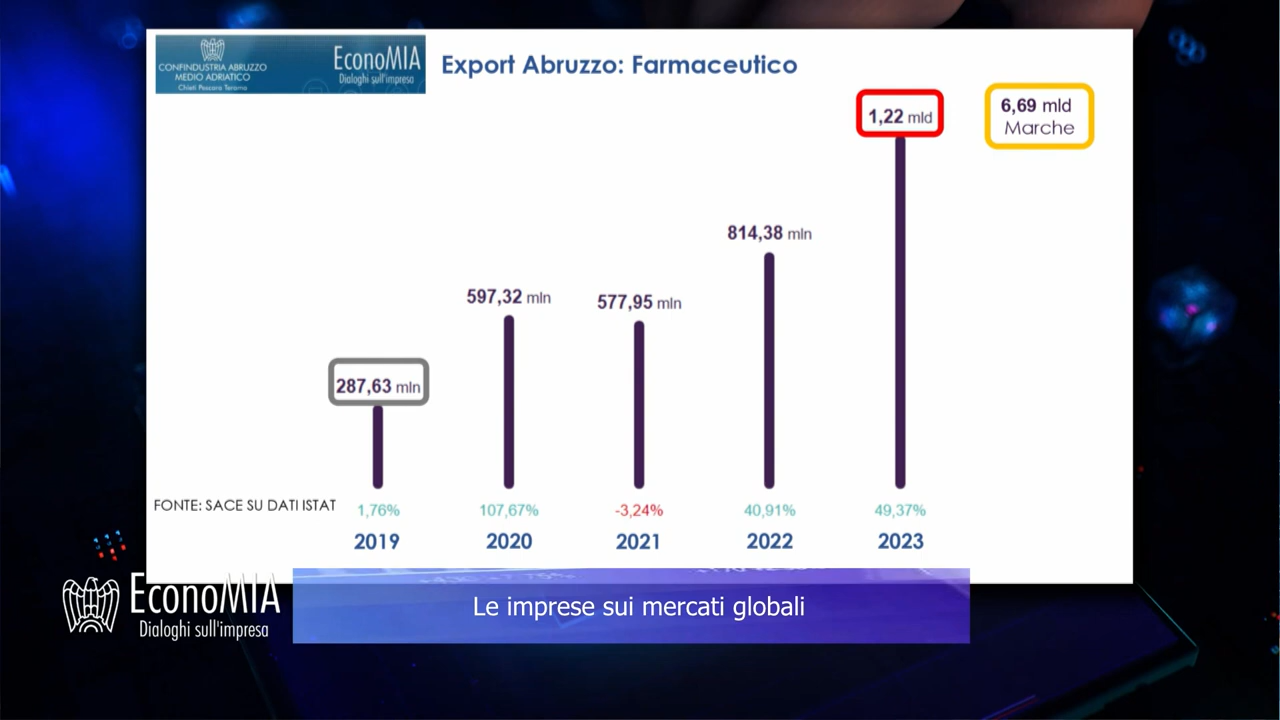 CONFINDUSTRIA ABRUZZO
MEDIO ADRIATICO
Chieti Pescara Teramo
EconoMIA
Dialoghi sull'impresa
Export Abruzzo: Farmaceutico
1,22 mld
6,69 mld
Marche
814,38 mln
597,32 mln
577,95 mln
287,63 mln
FONTE: SACE SU DATI ISTAT
1,76%
107,67%
-3,24%
40,91%
49,37%
2019
2020
2021
2022
2023
EconoMIA
Dialoghi sull'impresa
Le imprese sui mercati globali